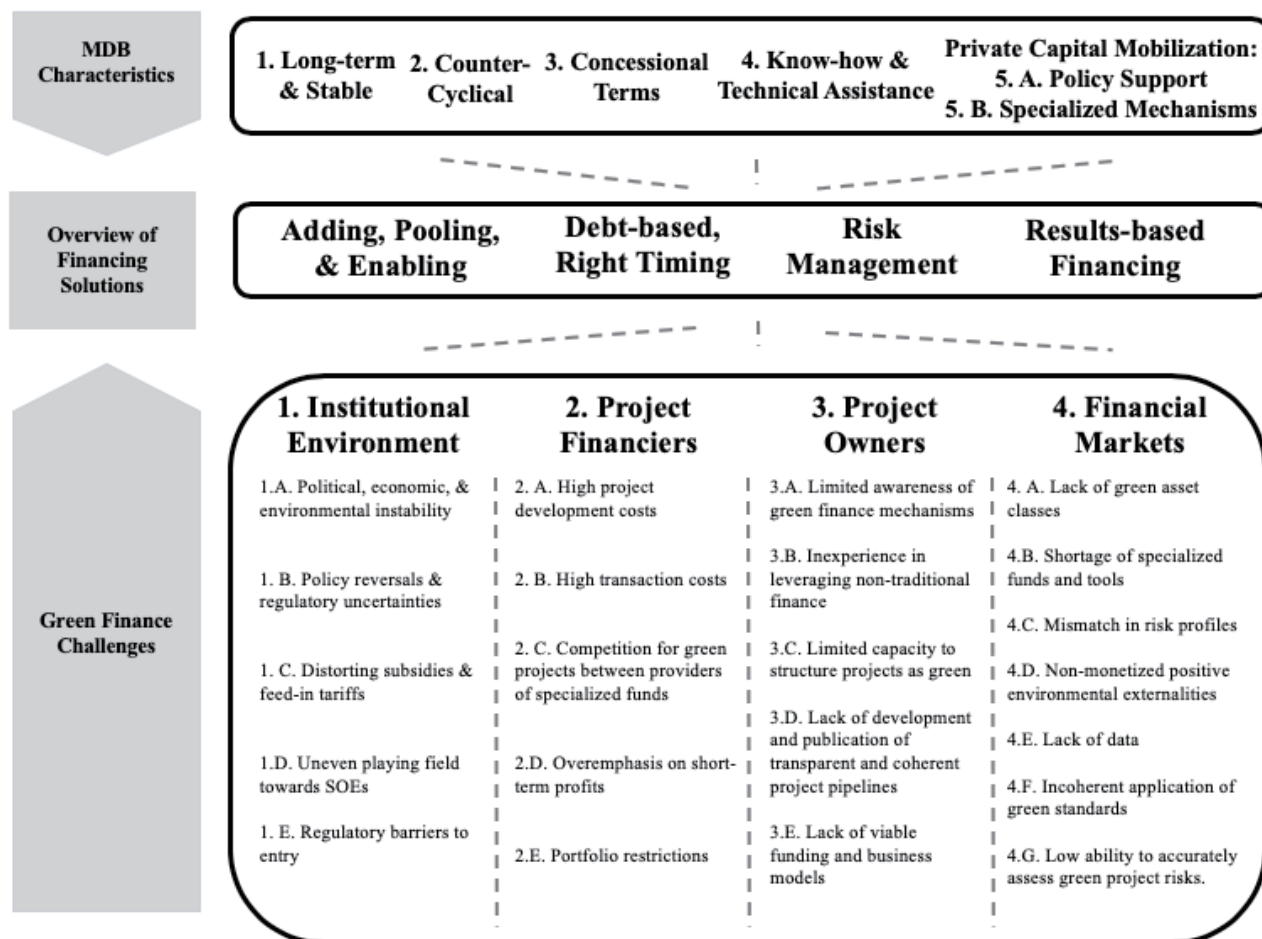 MDB
Characteristics
1. Long-term
& Stable
2. Counter-
Cyclical
3. Concessional
Terms
4. Know-how &
Technical Assistance
Private Capital Mobilization:
5. A. Policy Support
5. B. Specialized Mechanisms
Overview of
Financing
Solutions
Adding, Pooling,
& Enabling
Debt-based,
Right Timing
Risk
Management
Results-based
Financing
Green Finance
Challenges
1. Institutional
Environment
1.A. Political, economic, &
environmental instability
1. B. Policy reversals &
regulatory uncertainties
1. C. Distorting subsidies &
feed-in tariffs
1.D. Uneven playing field
towards SOEs
1. E. Regulatory barriers to
entry
2. Project
Financiers
2. A. High project
development costs
2. B. High transaction costs
2. C. Competition for green
projects between providers
of specialized funds
2.D. Overemphasis on short-
term profits
2.E. Portfolio restrictions
3. Project
Owners
3.A. Limited awareness of
green finance mechanisms
3.B. Inexperience in
leveraging non-traditional
finance
3.C. Limited capacity to
structure projects as green
3.D. Lack of development
and publication of
transparent and coherent
project pipelines
3.E. Lack of viable
funding and business
models
4. Financial
Markets
4. A. Lack of green asset
classes
4.B. Shortage of specialized
funds and tools
4.C. Mismatch in risk profiles
4.D. Non-monetized positive
environmental externalities
4.E. Lack of data
4.F. Incoherent application of
green standards
4.G. Low ability to accurately
assess green project risks.